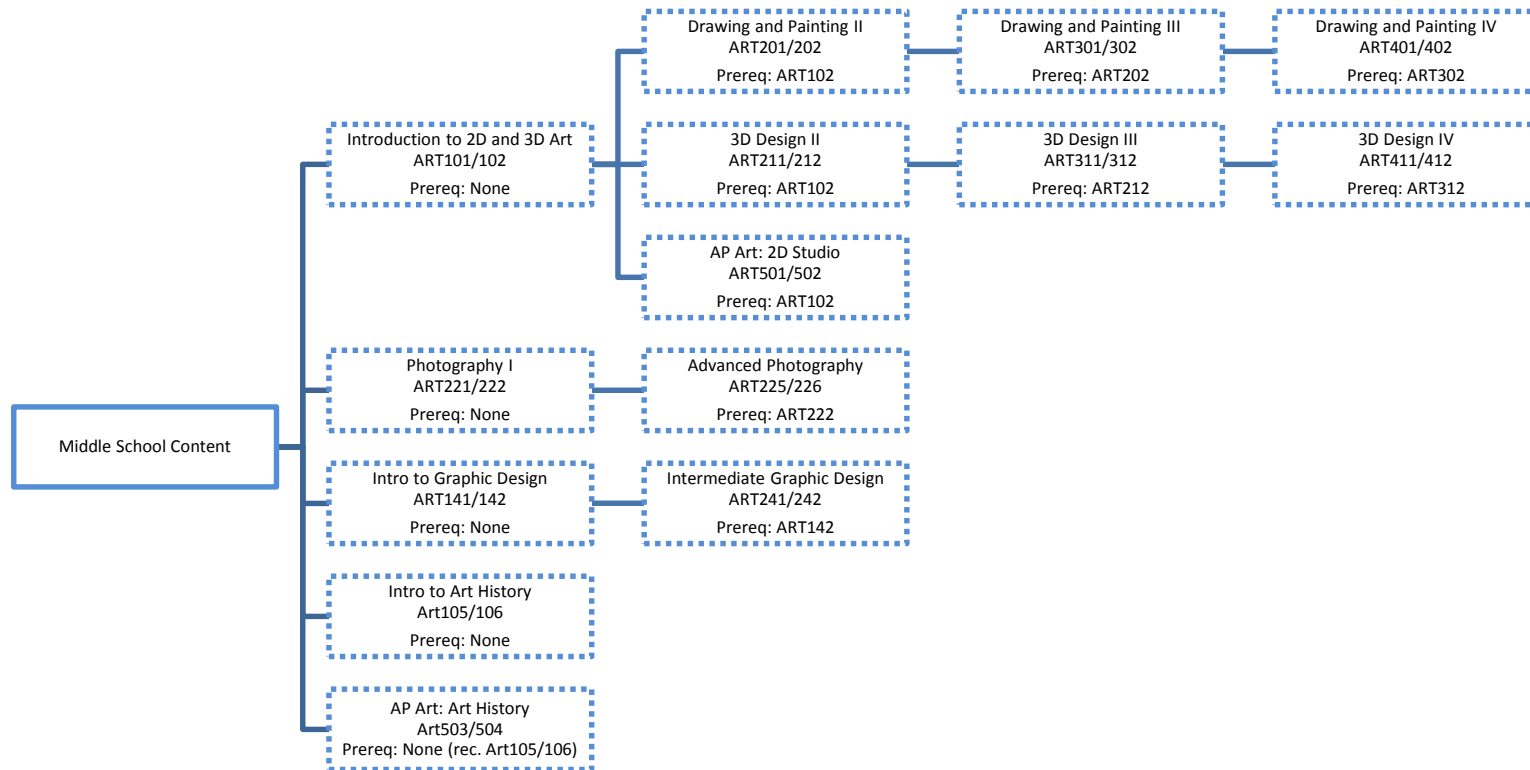 Middle School Content
Introduction to 2D and 3D Art
ART101/102
Prereq: None
Drawing and Painting II
ART201/202
Prereq: ART102
Drawing and Painting III
ART301/302
Prereq: ART202
Drawing and Painting IV
ART401/402
Prereq: ART302
3D Design II
ART211/212
Prereq: ART102
3D Design III
ART311/312
Prereq: ART212
3D Design IV
ART411/412
Prereq: ART312
AP Art: 2D Studio
ART501/502
Prereq: ART102
Photography I
ART221/222
Prereq: None
Advanced Photography
ART225/226
Prereq: ART222
Intro to Graphic Design
ART141/142
Prereq: None
Intermediate Graphic Design
ART241/242
Prereq: ART142
Intro to Art History
Art105/106
Prereq: None
AP Art: Art History
Art503/504
Prereq: None (rec. Art105/106)